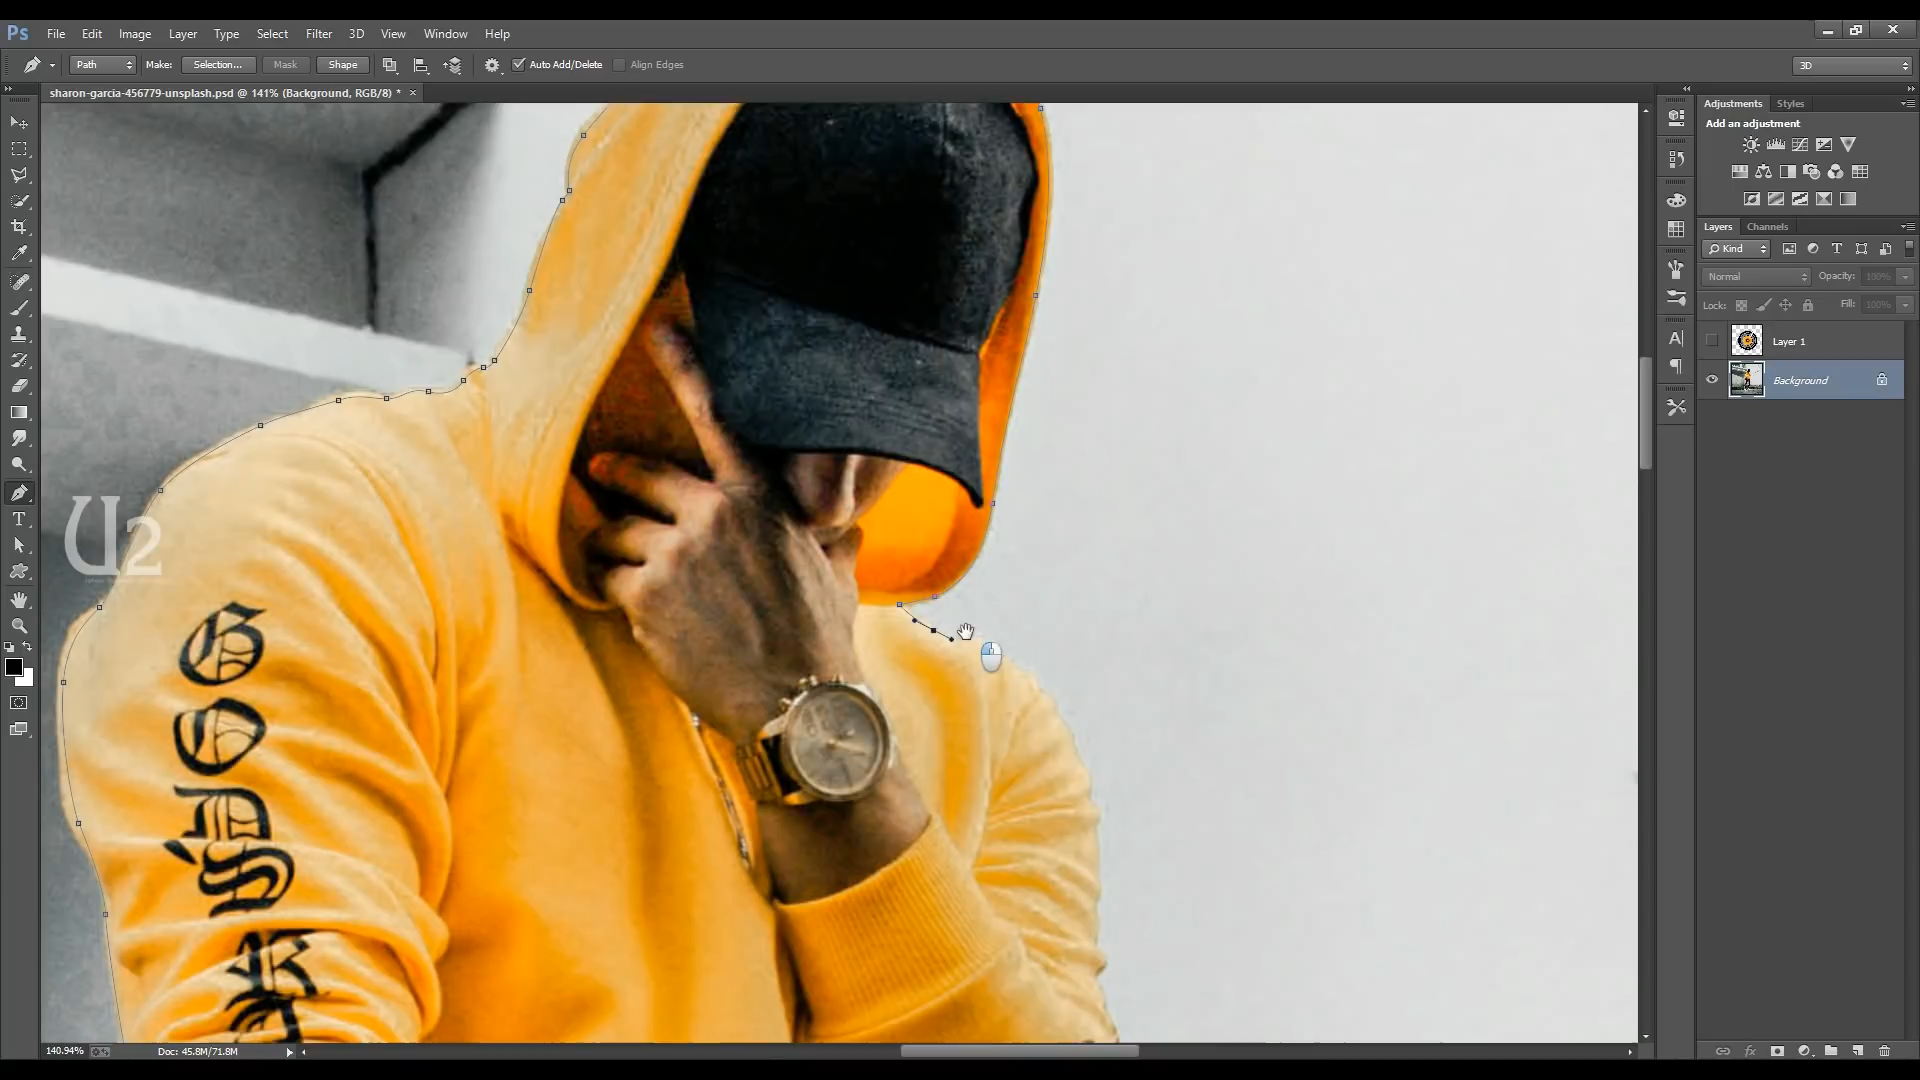 Ps File Edit Image Layer Type Select Filter 3D View Window Help
Path Make: Selection... Mask Shape Auto Add/Delete Align Edges 3D
sharon-garcia-456779-unsplash.psd @ 141% (Background, RGB/8) * ×
Adjustments Styles
Add an adjustment
Layers Channels
Kind
Normal Opacity: 100%
Lock: Fill: 100%
Layer 1
Background
U2
140.94% Doc: 45.8M/71.8M